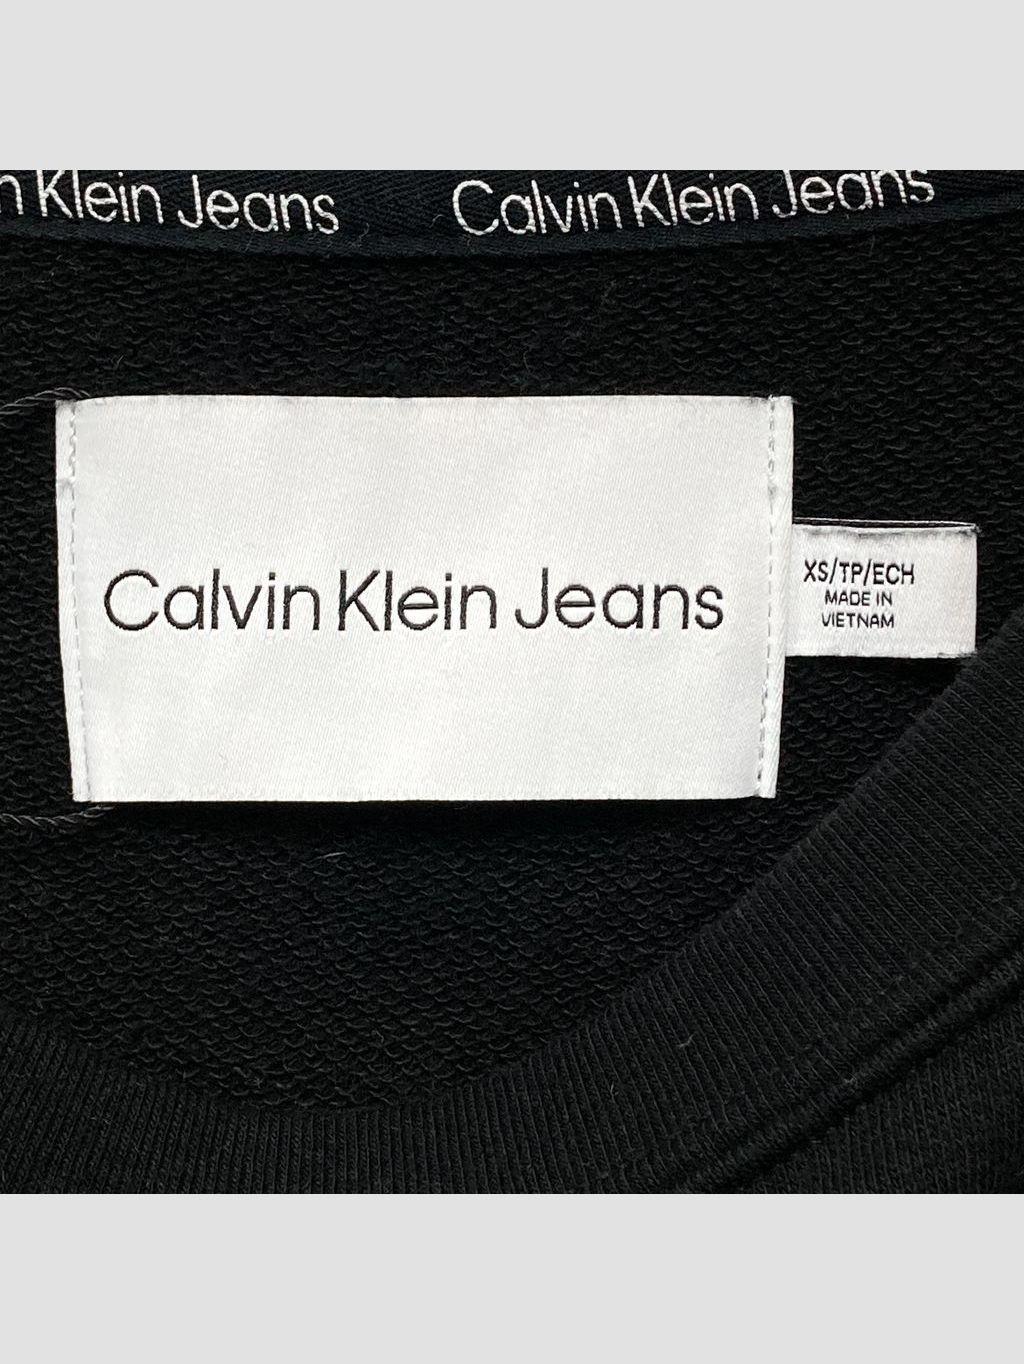 n Klein Jeans Calvin Klein Jeans
Calvin Klein Jeans
XS/TP/ECH
MADE IN
VIETNAM